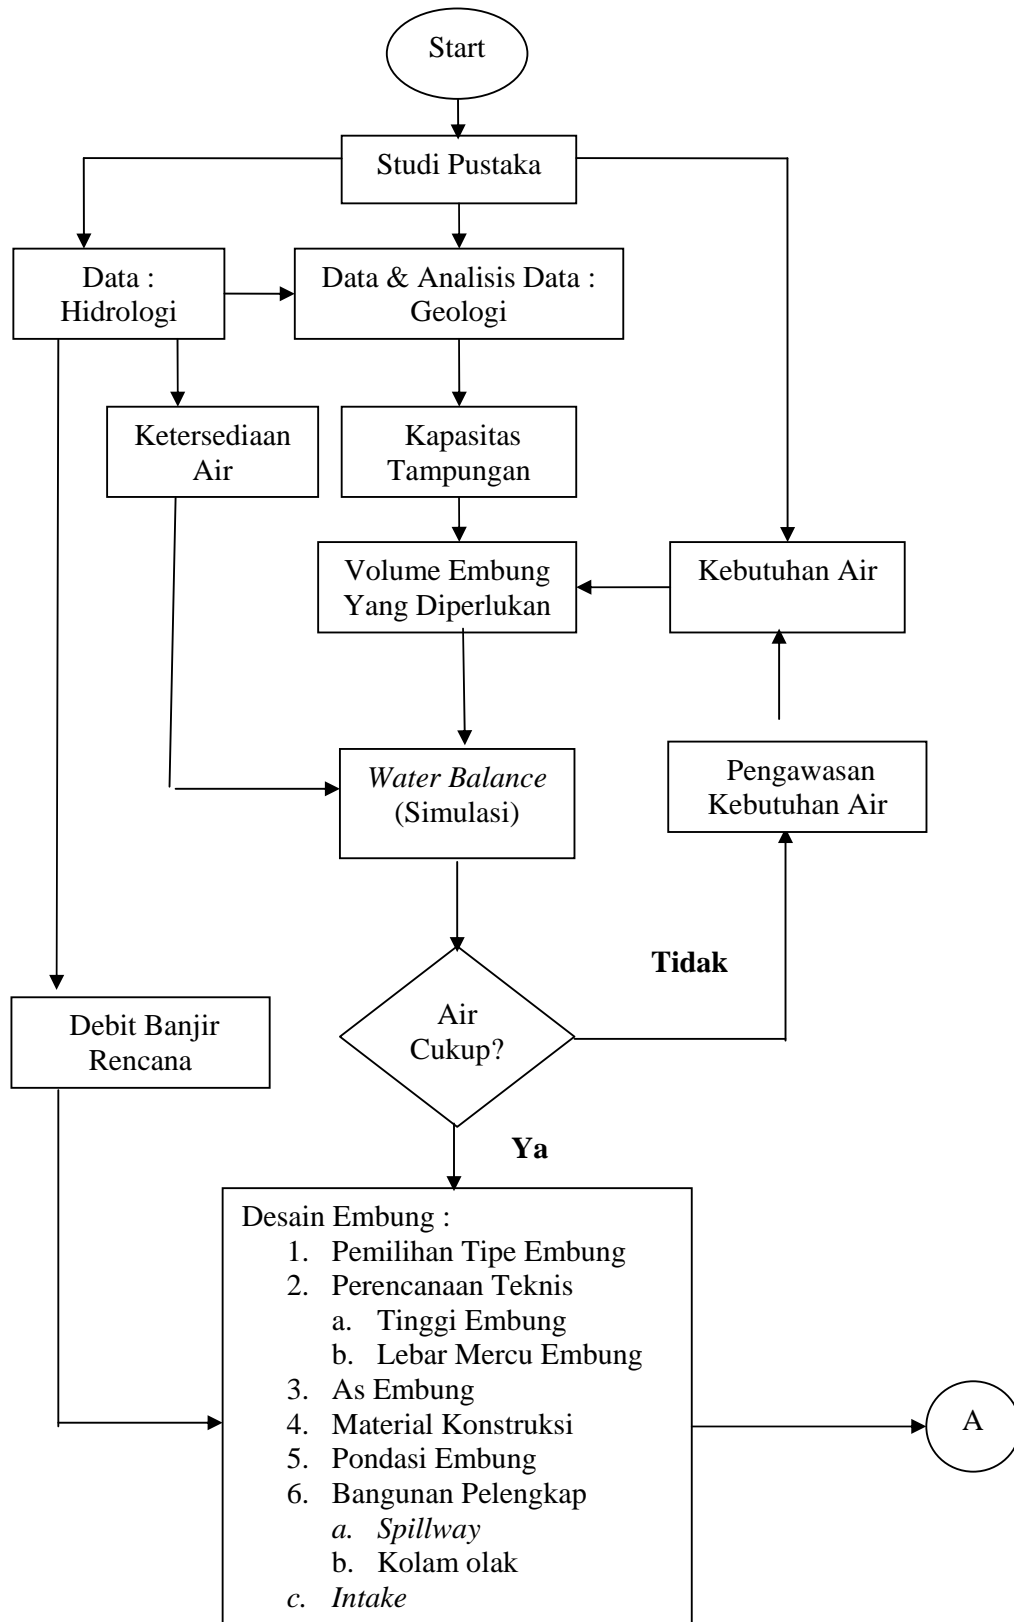 Start
Studi Pustaka
Data :
Hidrologi
Data & Analisis Data :
Geologi
Ketersediaan
Air
Kapasitas
Tampungan
Volume Embung
Yang Diperlukan
Kebutuhan Air
Water Balance
(Simulasi)
Pengawasan
Kebutuhan Air
Tidak
Debit Banjir
Rencana
Air
Cukup?
Ya
Desain Embung :
1. Pemilihan Tipe Embung
2. Perencanaan Teknis
a. Tinggi Embung
b. Lebar Mercu Embung
3. As Embung
4. Material Konstruksi
5. Pondasi Embung
6. Bangunan Pelengkap
a. Spillway
b. Kolam olak
c. Intake
A